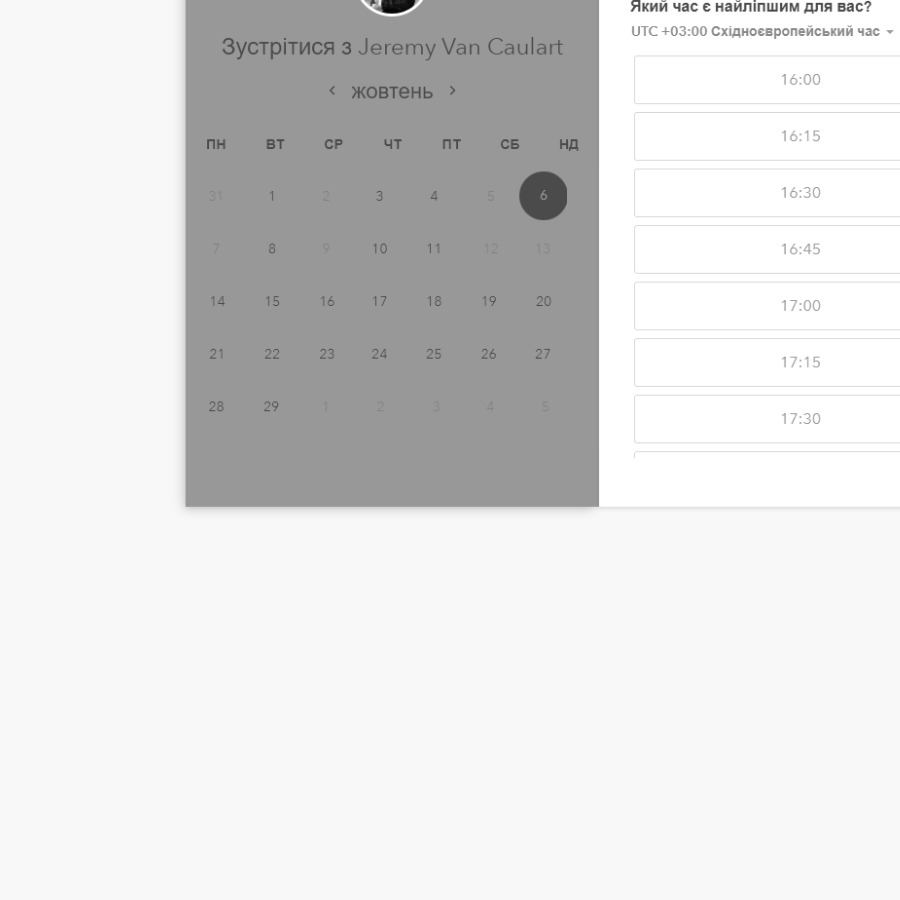 Зустрітися з Jeremy Van Caulart
жовтень
ПН ВТ СР ЧТ ПТ СБ НД
31 1 2 3 4 5 6
7 8 9 10 11 12 13
14 15 16 17 18 19 20
21 22 23 24 25 26 27
28 29 1 2 3 4 5
Який час є найліпшим для вас?
UTC +03:00 Східноєвропейський час
16:00
16:15
16:30
16:45
17:00
17:15
17:30